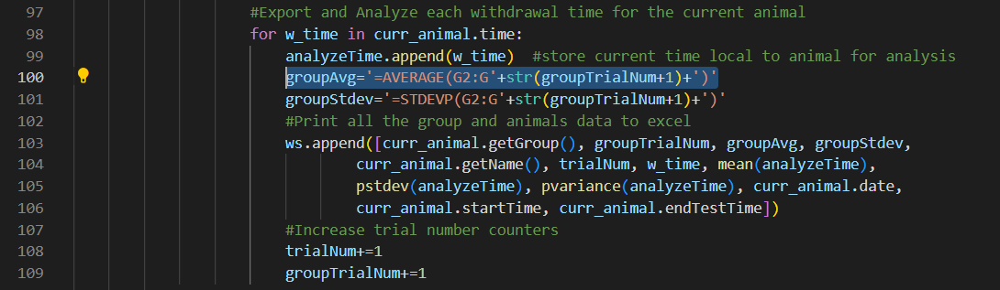 97 #Export and Analyze each withdrawal time for the current animal
98 for w_time in curr_animal.time:
99 analyzeTime.append(w_time)  #store current time local to animal for analysis
100 groupAvg='=AVERAGE(G2:G'+str(groupTrialNum+1)+')'
101 groupStdev='=STDEVP(G2:G'+str(groupTrialNum+1)+')'
102 #Print all the group and animals data to excel
103 ws.append([curr_animal.getGroup(), groupTrialNum, groupAvg, groupStdev,
104 curr_animal.getName(), trialNum, w_time, mean(analyzeTime),
105 pstdev(analyzeTime), pvariance(analyzeTime), curr_animal.date,
106 curr_animal.startTime, curr_animal.endTestTime])
107 #Increase trial number counters
108 trialNum+=1
109 groupTrialNum+=1